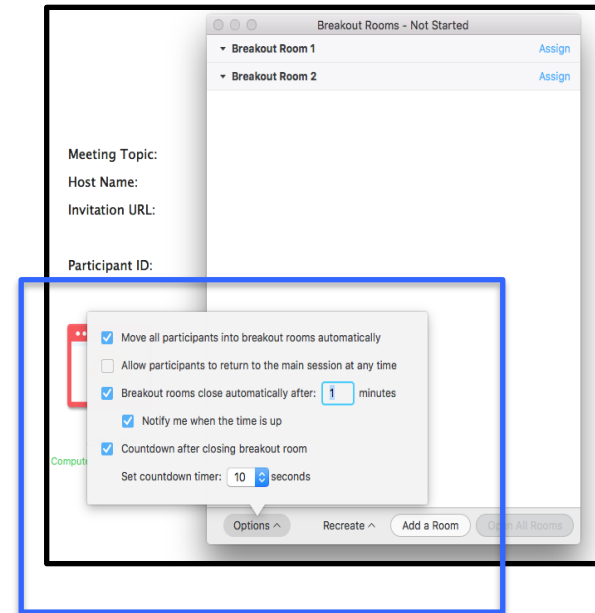 Breakout Rooms - Not Started
Breakout Room 1 Assign
Breakout Room 2 Assign
Meeting Topic:
Host Name:
Invitation URL:
Participant ID:
Move all participants into breakout rooms automatically
Allow participants to return to the main session at any time
Breakout rooms close automatically after: 1 minutes
Notify me when the time is up
Countdown after closing breakout room
Set countdown timer: 10 seconds
Options Recreate Add a Room Open All Rooms